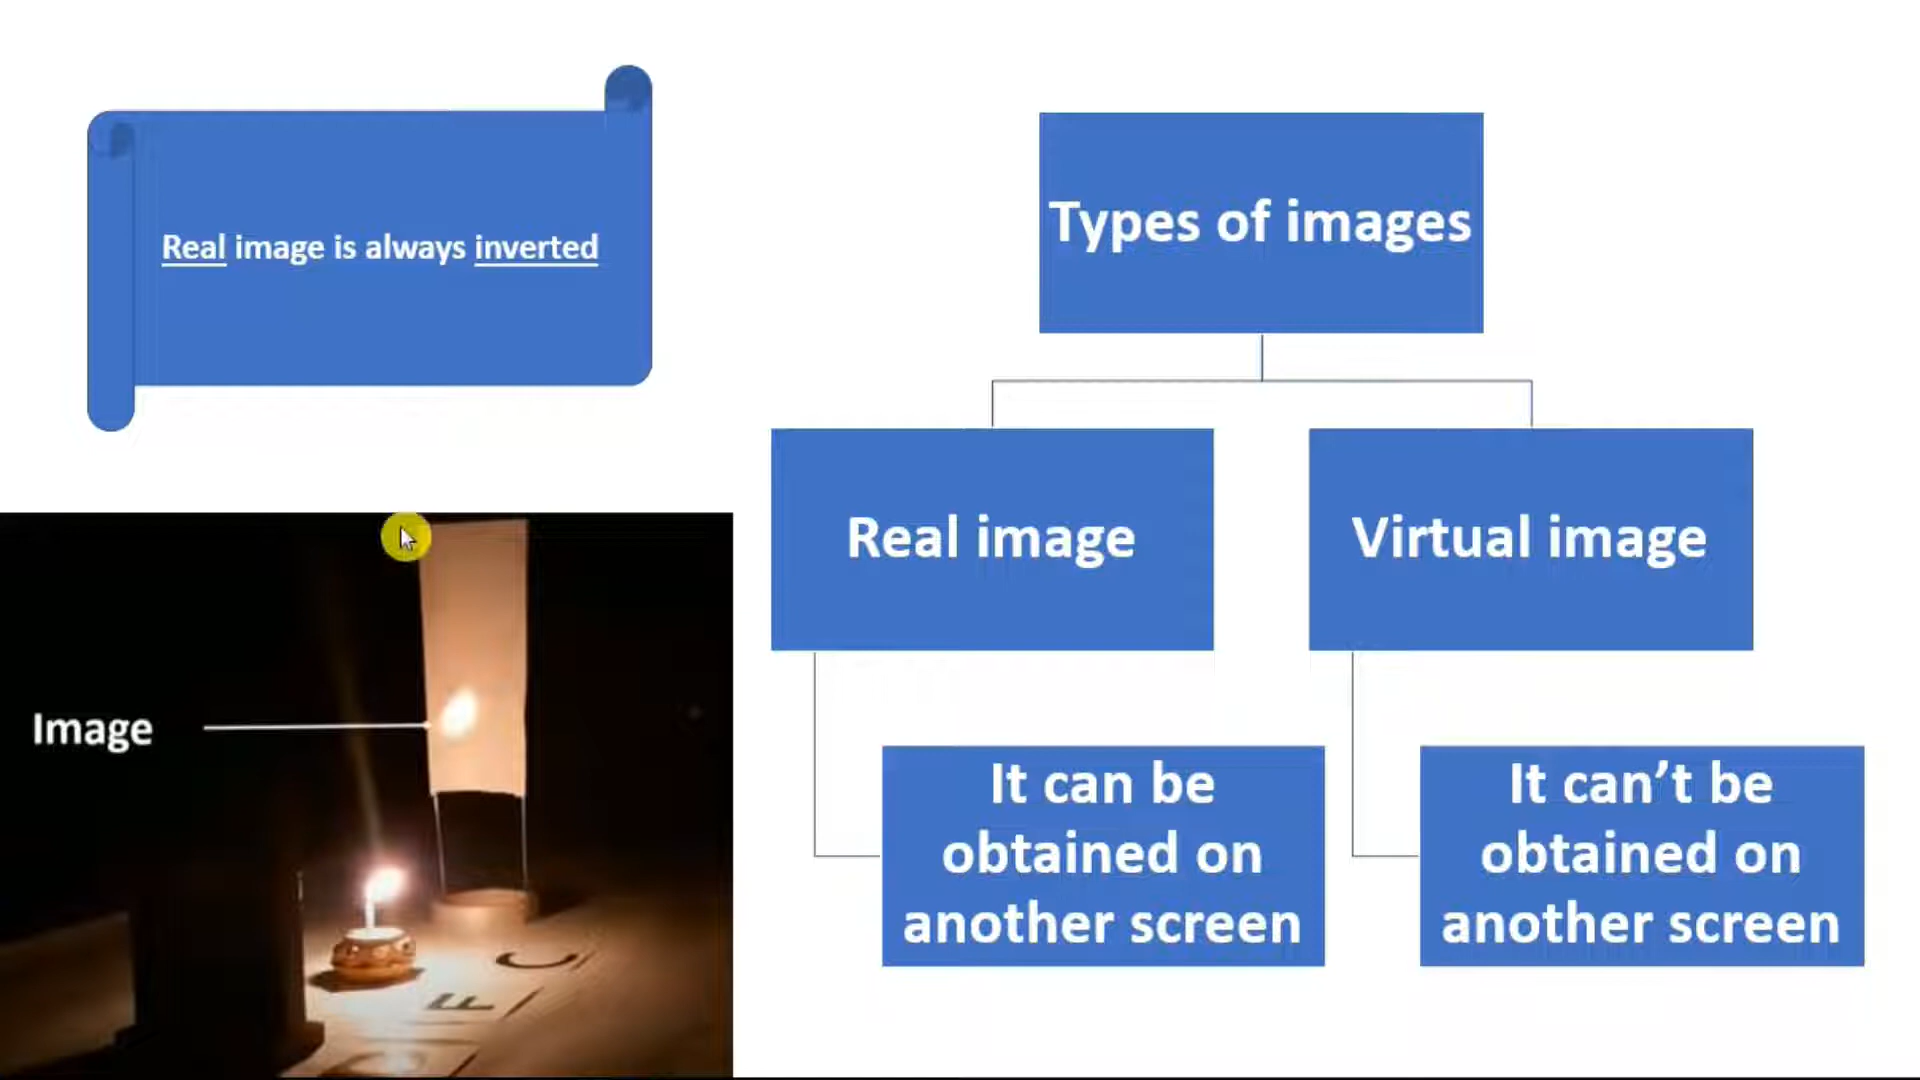 Real image is always inverted
Types of images
Real image
Virtual image
It can be
obtained on
another screen
It can’t be
obtained on
another screen
Image
C
F